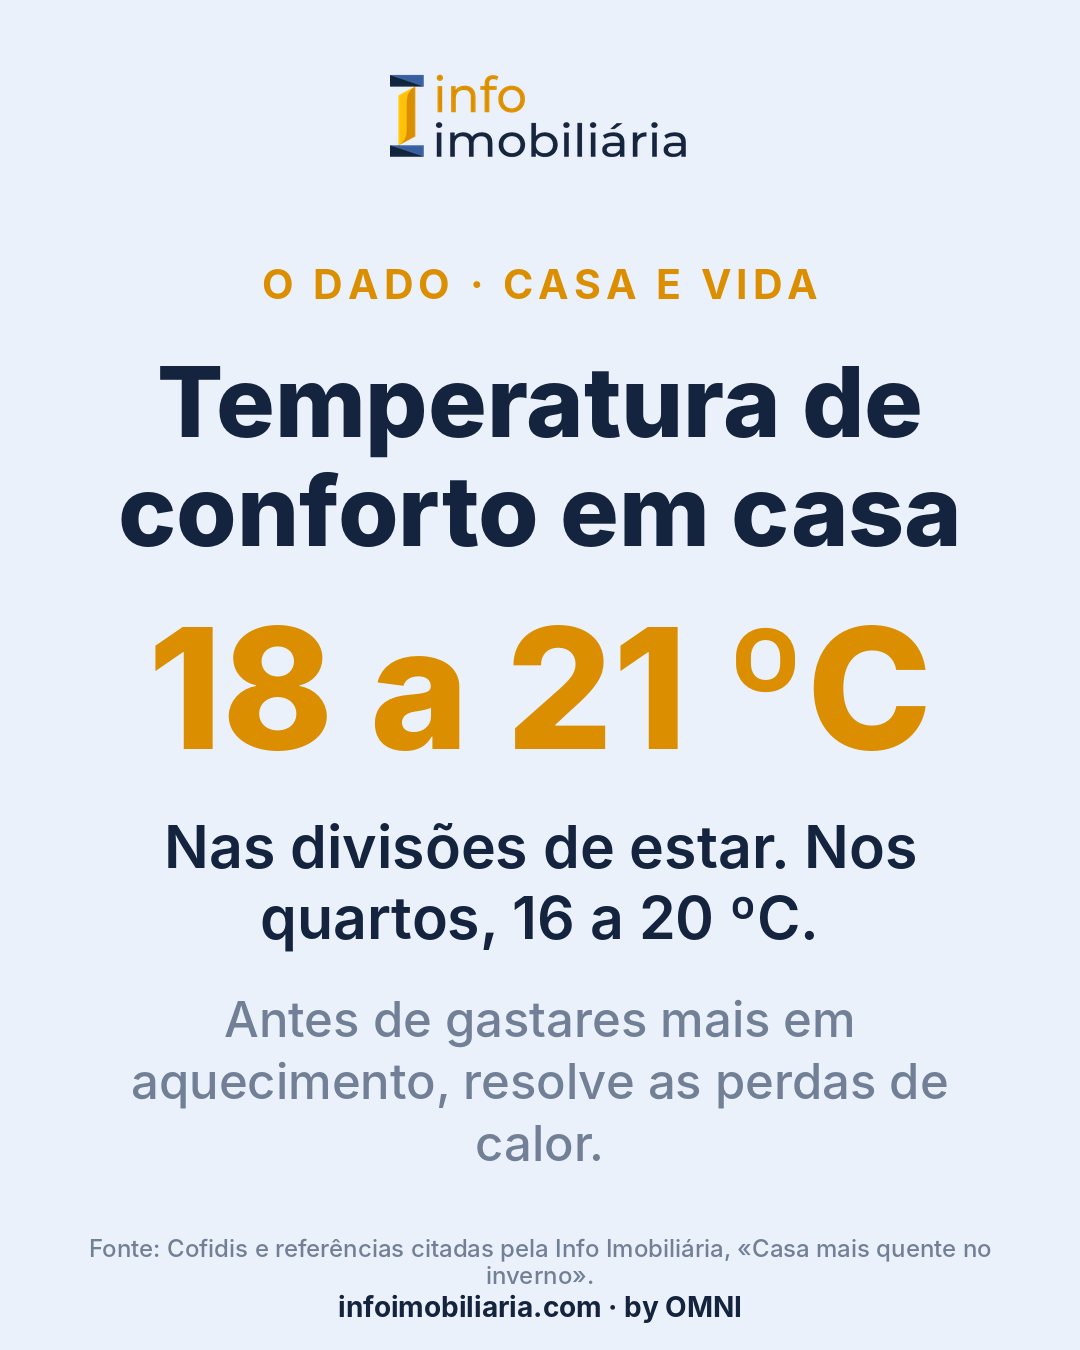 info
imobiliária
O DADO · CASA E VIDA
Temperatura de
conforto em casa
18 a 21 ºC
Nas divisões de estar. Nos
quartos, 16 a 20 ºC.
Antes de gastares mais em
aquecimento, resolve as perdas de
calor.
Fonte: Cofidis e referências citadas pela Info Imobiliária, «Casa mais quente no
inverno».
infoimobiliaria.com · by OMNI